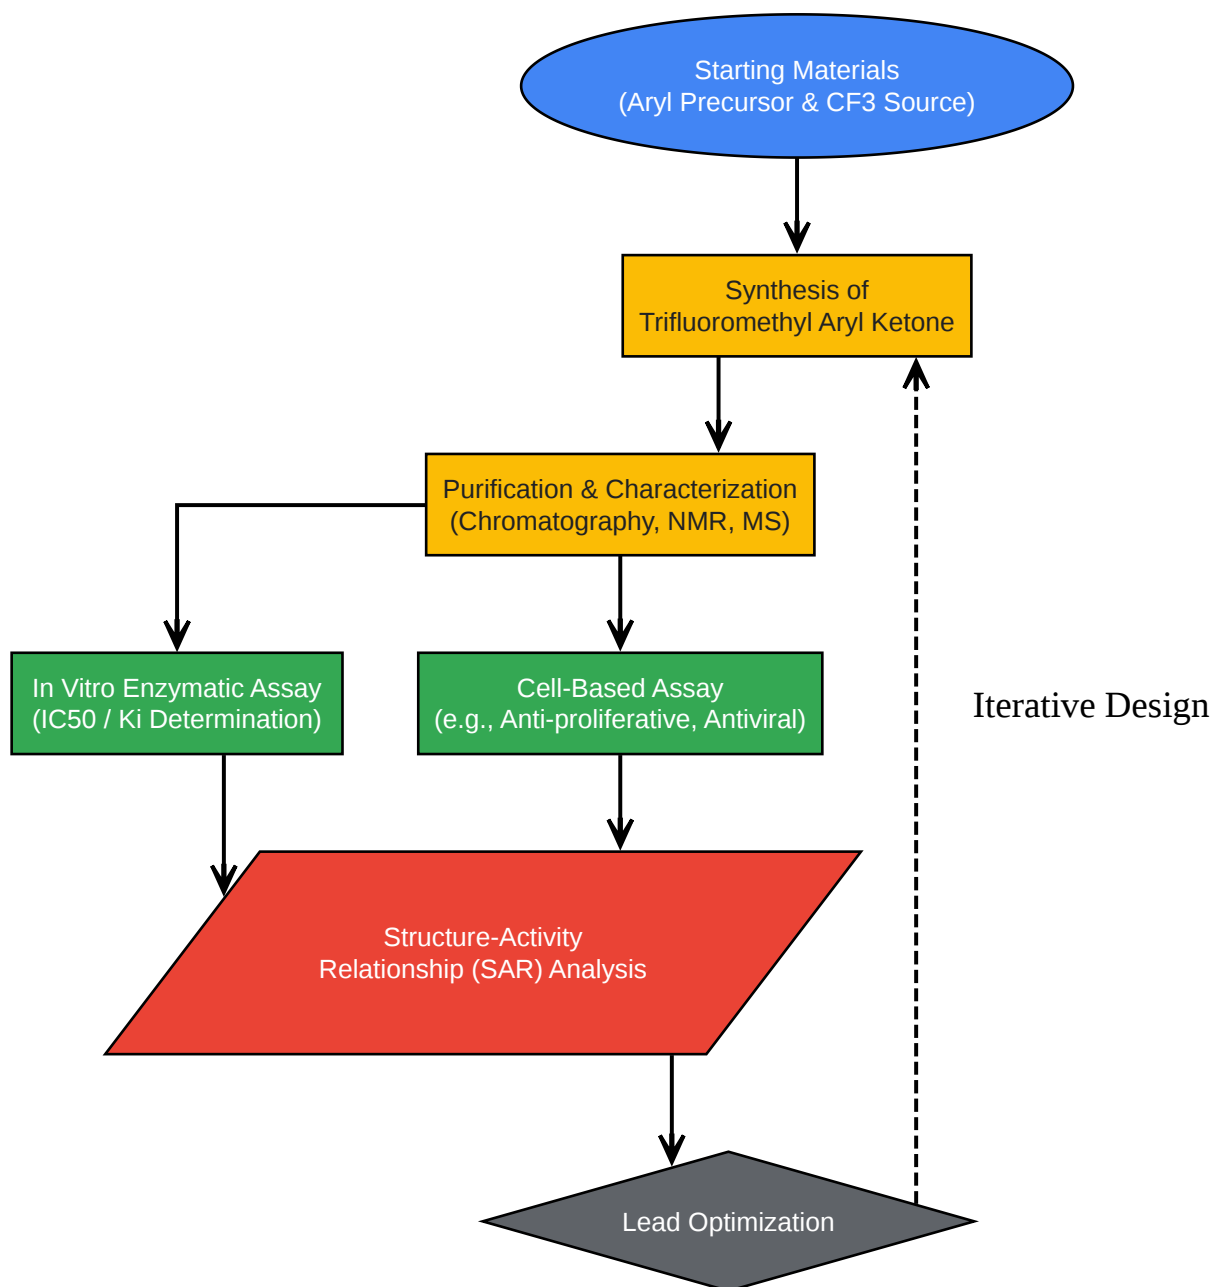 Starting Materials
(Aryl Precursor & CF3 Source)
Synthesis of
Trifluoromethyl Aryl Ketone
Purification & Characterization
(Chromatography, NMR, MS)
In Vitro Enzymatic Assay
(IC50 / Ki Determination)
Cell-Based Assay
(e.g., Anti-proliferative, Antiviral)
Iterative Design
Structure-Activity
Relationship (SAR) Analysis
Lead Optimization